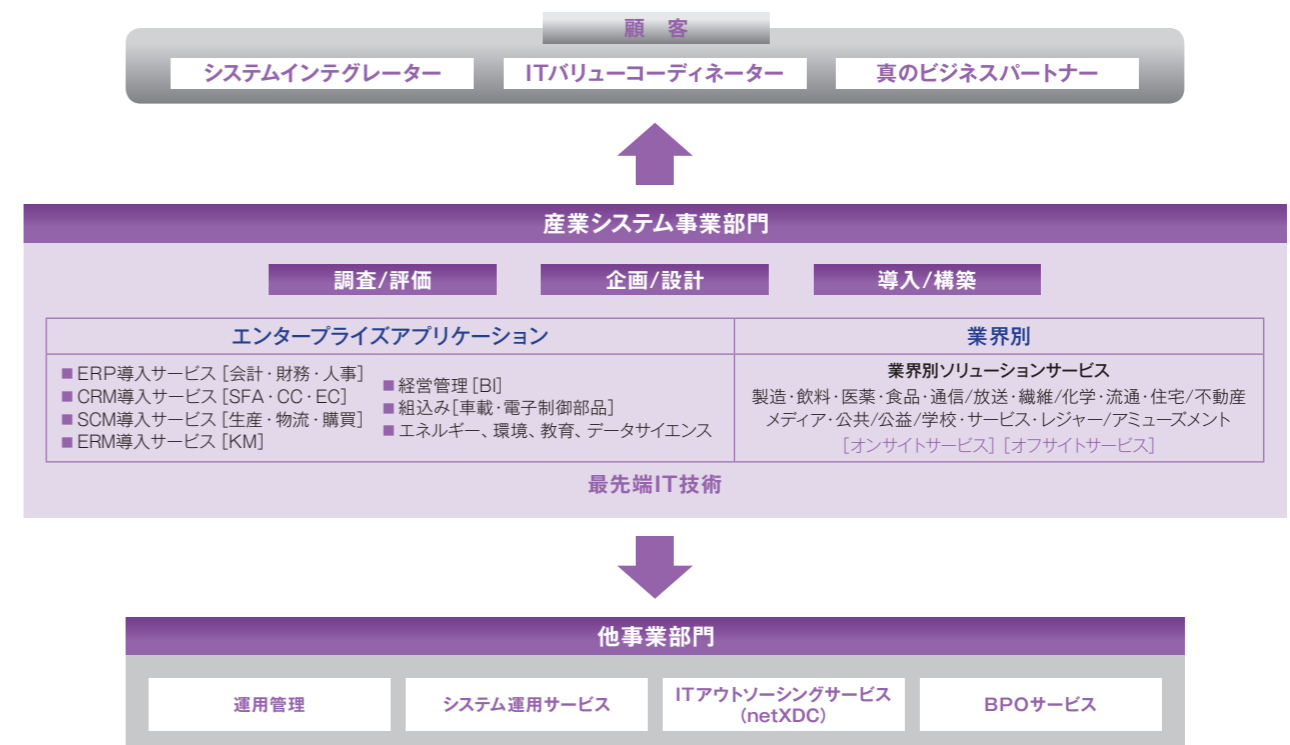 顧 客
システムインテグレーター
ITバリューコーディネーター
真のビジネスパートナー
産業システム事業部門
調査/評価
企画/設計
導入/構築
エンタープライズアプリケーション
■ ERP導入サービス [会計・財務・人事]
■ CRM導入サービス [SFA・CC・EC]
■ SCM導入サービス [生産・物流・購買]
■ ERM導入サービス [KM]
■ 経営管理 [BI]
■ 組込み[車載・電子制御部品]
■ エネルギー、環境、教育、データサイエンス
業界別
業界別ソリューションサービス
製造・飲料・医薬・食品・通信/放送・繊維/化学・流通・住宅/不動産
メディア・公共/公益/学校・サービス・レジャー/アミューズメント
[オンサイトサービス] [オフサイトサービス]
最先端IT技術
他事業部門
運用管理
システム運用サービス
ITアウトソーシングサービス
(netXDC)
BPOサービス